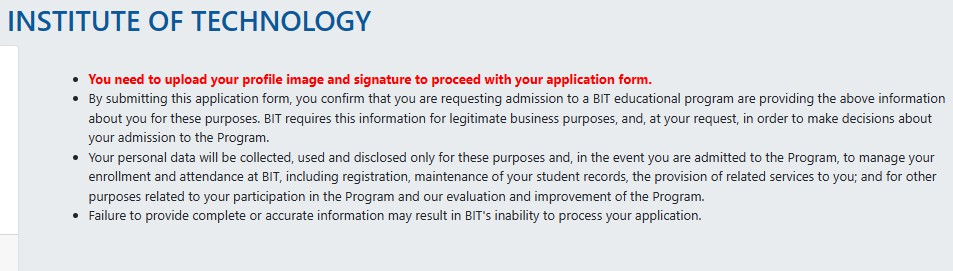 INSTITUTE OF TECHNOLOGY
You need to upload your profile image and signature to proceed with your application form.
By submitting this application form, you confirm that you are requesting admission to a BIT educational program are providing the above information
about you for these purposes. BIT requires this information for legitimate business purposes, and, at your request, in order to make decisions about
your admission to the Program.
Your personal data will be collected, used and disclosed only for these purposes and, in the event you are admitted to the Program, to manage your
enrollment and attendance at BIT, including registration, maintenance of your student records, the provision of related services to you; and for other
purposes related to your participation in the Program and our evaluation and improvement of the Program.
Failure to provide complete or accurate information may result in BIT's inability to process your application.